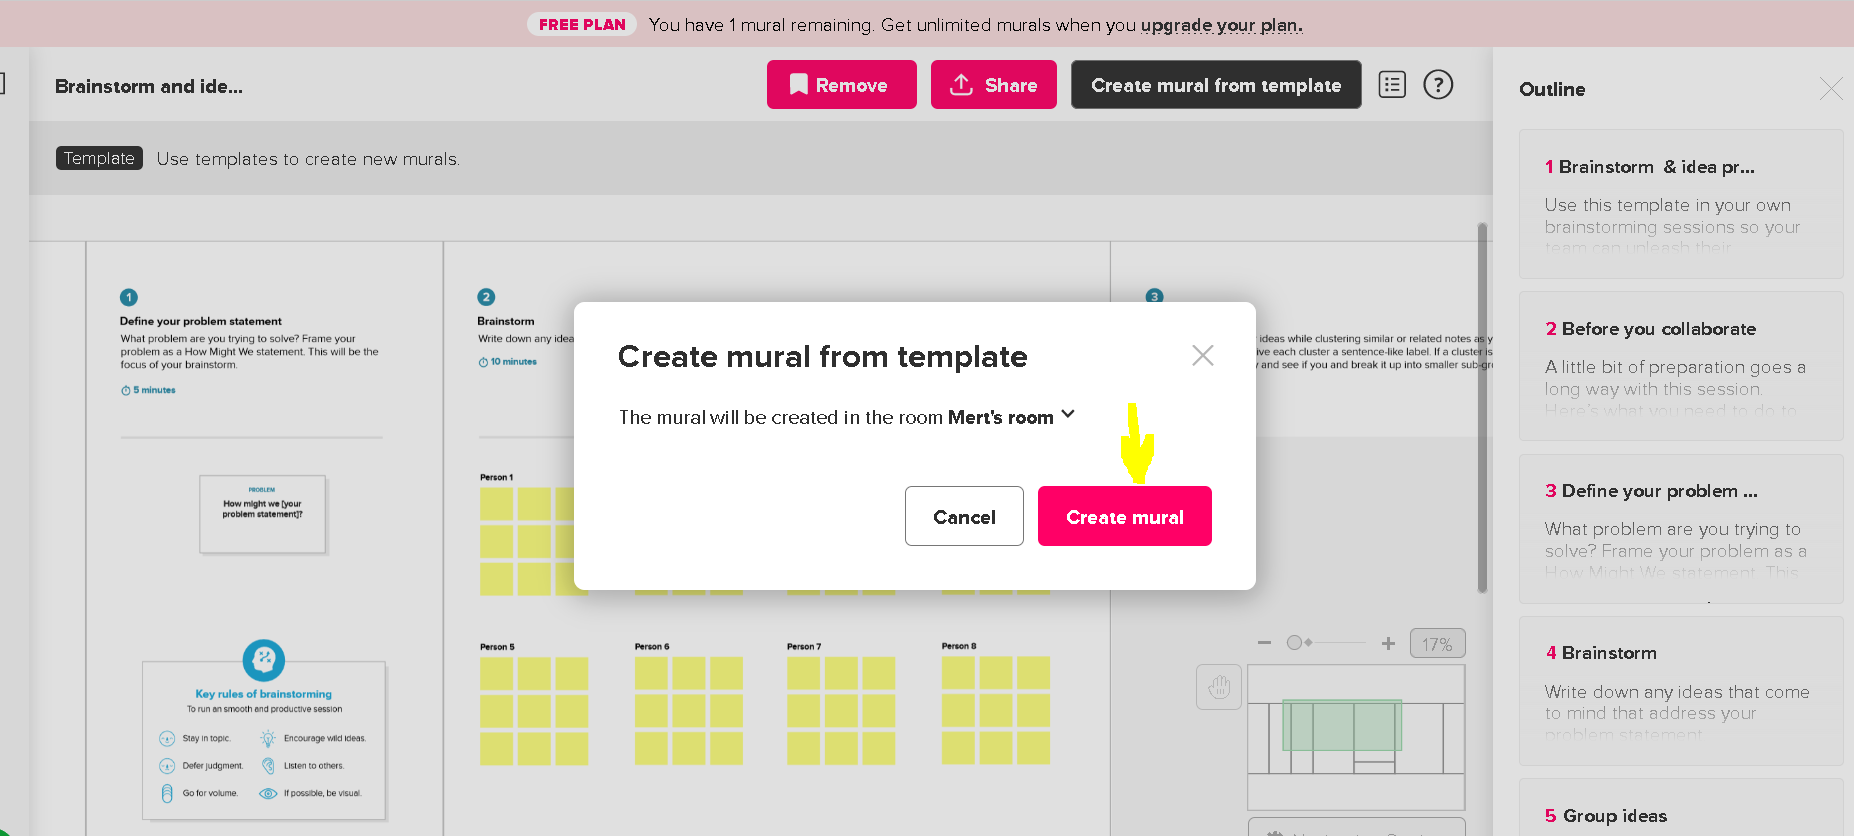 FREE PLAN You have 1 mural remaining. Get unlimited murals when you upgrade your plan.
Brainstorm and ide...
Remove
Share
Create mural from template
?
Template Use templates to create new murals.
1
Define your problem statement
What problem are you trying to solve? Frame your
problem as a How Might We statement. This will be the
focus of your brainstorm.
5 minutes
PROBLEM
How might we [your
problem statement]?
Key rules of brainstorming
To run an smooth and productive session
Stay in topic.
Encourage wild ideas.
Defer judgment.
Listen to others.
Go for volume.
If possible, be visual.
2
Brainstorm
Write down any idea
10 minutes
Person 1
Person 5
Person 6
Person 7
Person 8
3
ideas while clustering similar or related notes as y
ive each cluster a sentence-like label. If a cluster is
and see if you and break it up into smaller sub-gr
Create mural from template
The mural will be created in the room Mert's room
Cancel
Create mural
17%
Outline
1 Brainstorm & idea pr...
Use this template in your own
brainstorming sessions so your
team can unleash their
2 Before you collaborate
A little bit of preparation goes a
long way with this session.
Here's what you need to do to
3 Define your problem ...
What problem are you trying to
solve? Frame your problem as a
How Might We statement. This
4 Brainstorm
Write down any ideas that come
to mind that address your
problem statement.
5 Group ideas